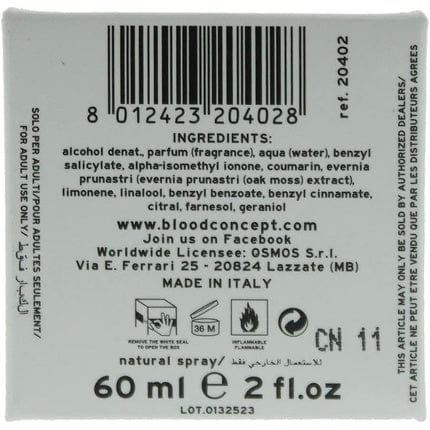 ref. 20402
8 012423 204028
SOLO PER ADULTI/POUR ADULTES SEULEMENT/
FOR ADULT USE ONLY/ للكبار فقط
INGREDIENTS:
alcohol denat., parfum (fragrance), aqua (water), benzyl
salicylate, alpha-isomethyl ionone, coumarin, evernia
prunastri (evernia prunastri (oak moss) extract),
limonene, linalool, benzyl benzoate, benzyl cinnamate,
citral, farnesol, geraniol
www.bloodconcept.com
Join us on Facebook
Worldwide Licensee: OSMOS S.r.l.
Via E. Ferrari 25 - 20824 Lazzate (MB)
MADE IN ITALY
THIS ARTICLE MAY ONLY BE SOLD BY AUTHORIZED DEALERS/
CET ARTICLE NE PEUT ETRE VENDU QUE PAR LES DISTRIBUTEURS AGREES
36 M
REMOVE THE WHITE SEAL
TO OPEN THE BOX
INFLAMMABLE
FLAMMABLE
CN 11
natural spray/ للاستعمال الخارجي فقط
60 ml e 2 fl.oz
LOT.0132523